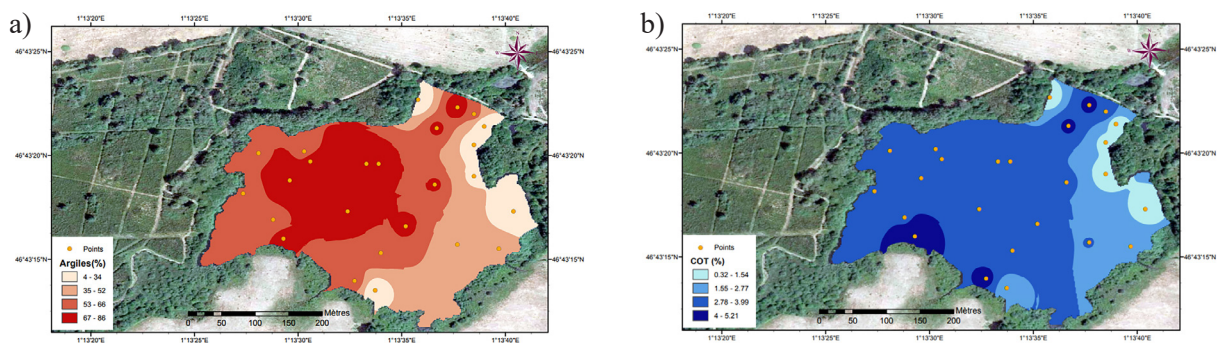 a)
1°13'20"E 1°13'25"E 1°13'30"E 1°13'35"E 1°13'40"E
46°43'25"N 46°43'25"N
46°43'20"N 46°43'20"N
46°43'15"N 46°43'15"N
Points
Argiles(%)
4 - 34
35 - 52
53 - 66
67 - 86
0 50 100 150 200
Mètres
1°13'20"E 1°13'25"E 1°13'30"E 1°13'35"E 1°13'40"E
b)
1°13'20"E 1°13'25"E 1°13'30"E 1°13'35"E 1°13'40"E
46°43'25"N 46°43'25"N
46°43'20"N 46°43'20"N
46°43'15"N 46°43'15"N
Points
COT (%)
0.32 - 1.54
1.55 - 2.77
2.78 - 3.99
4 - 5.21
0 50 100 150 200
Mètres
1°13'20"E 1°13'25"E 1°13'30"E 1°13'35"E 1°13'40"E